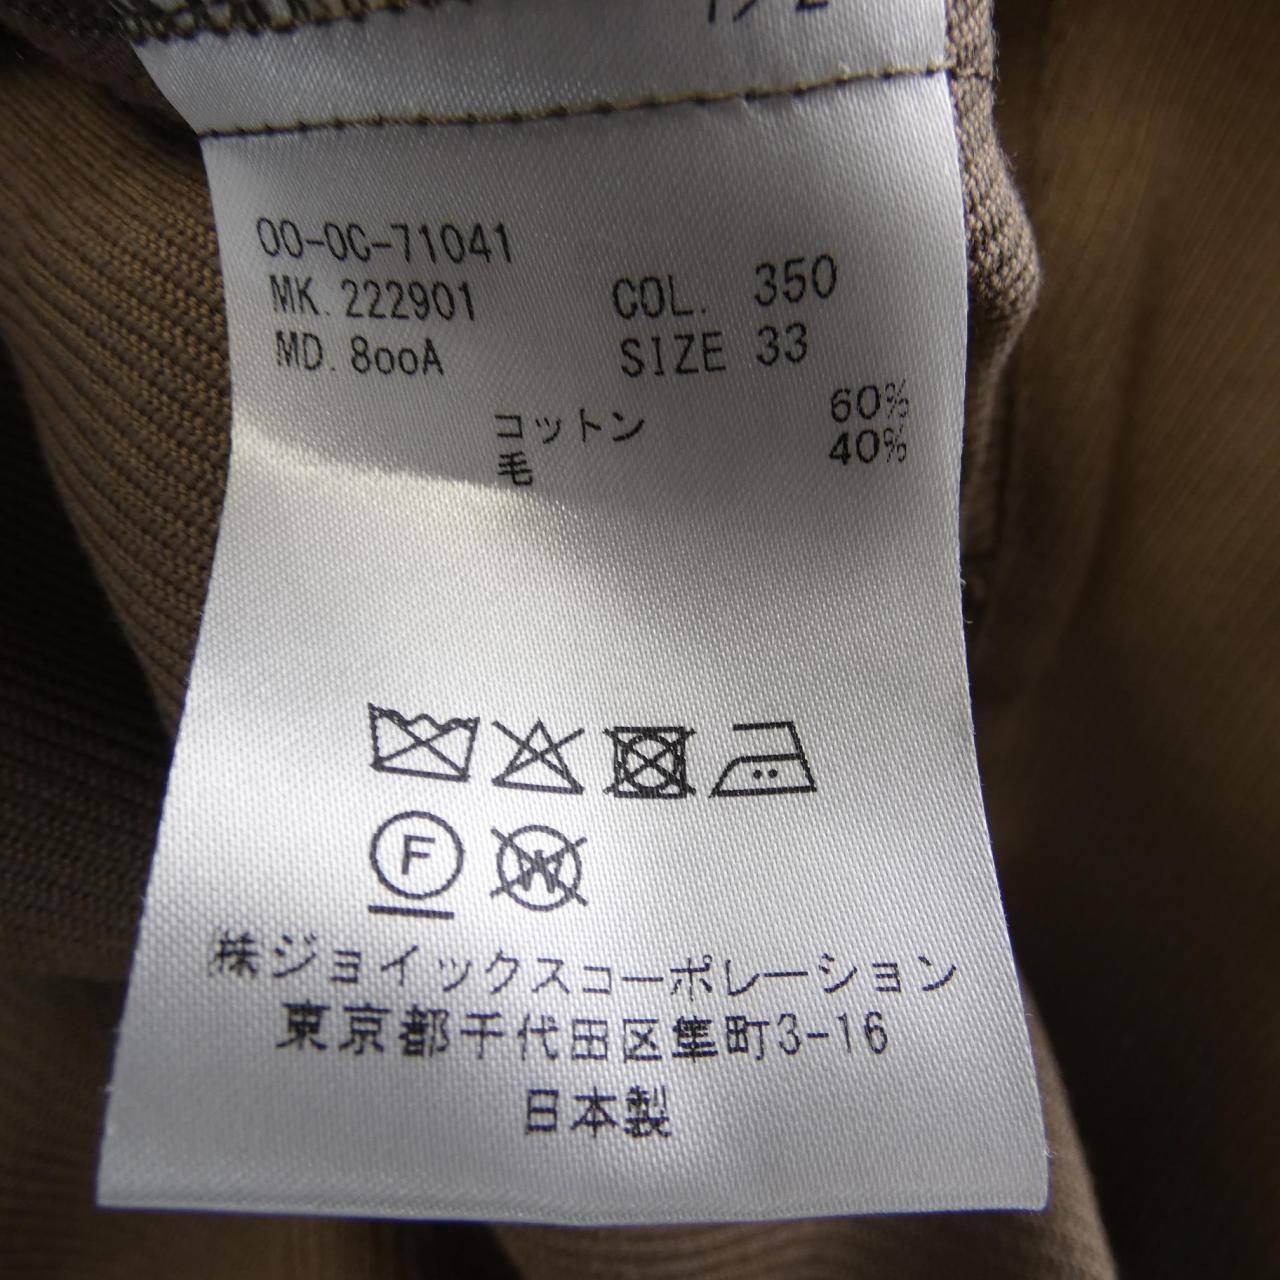 00-0C-71041
MK. 222901 COL. 350
MD. 8ooA SIZE 33
コットン 60%
毛 40%
F W
株ジョイックスコーポレーション
東京都千代田区隼町3-16
日本製